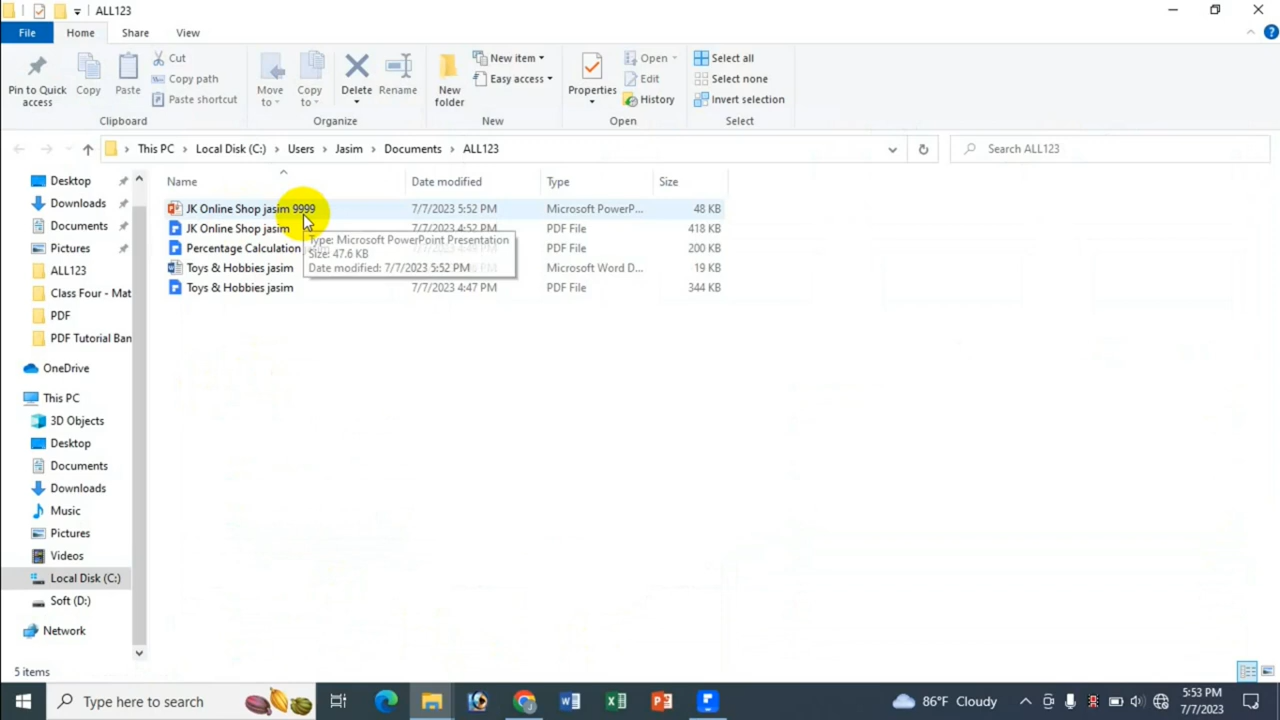 ALL123
File Home Share View
Pin to Quick access
Copy
Paste
Cut
Copy path
Paste shortcut
Clipboard
Move to
Copy to
Delete
Rename
Organize
New folder
New item
Easy access
New
Properties
Open
Edit
History
Open
Select all
Select none
Invert selection
Select
This PC > Local Disk (C:) > Users > Jasim > Documents > ALL123
Search ALL123
Name Date modified Type Size
JK Online Shop jasim 9999 7/7/2023 5:52 PM Microsoft PowerP... 48 KB
JK Online Shop jasim 7/7/2023 4:52 PM PDF File 418 KB
Percentage Calculation PDF File 200 KB
Toys & Hobbies jasim Microsoft Word D... 19 KB
Toys & Hobbies jasim 7/7/2023 4:47 PM PDF File 344 KB
Type: Microsoft PowerPoint Presentation
Size: 47.6 KB
Date modified: 7/7/2023 5:52 PM
Desktop
Downloads
Documents
Pictures
ALL123
Class Four - Mat
PDF
PDF Tutorial Ban
OneDrive
This PC
3D Objects
Desktop
Documents
Downloads
Music
Pictures
Videos
Local Disk (C:)
Soft (D:)
Network
5 items
Type here to search
86°F Cloudy
5:53 PM
7/7/2023